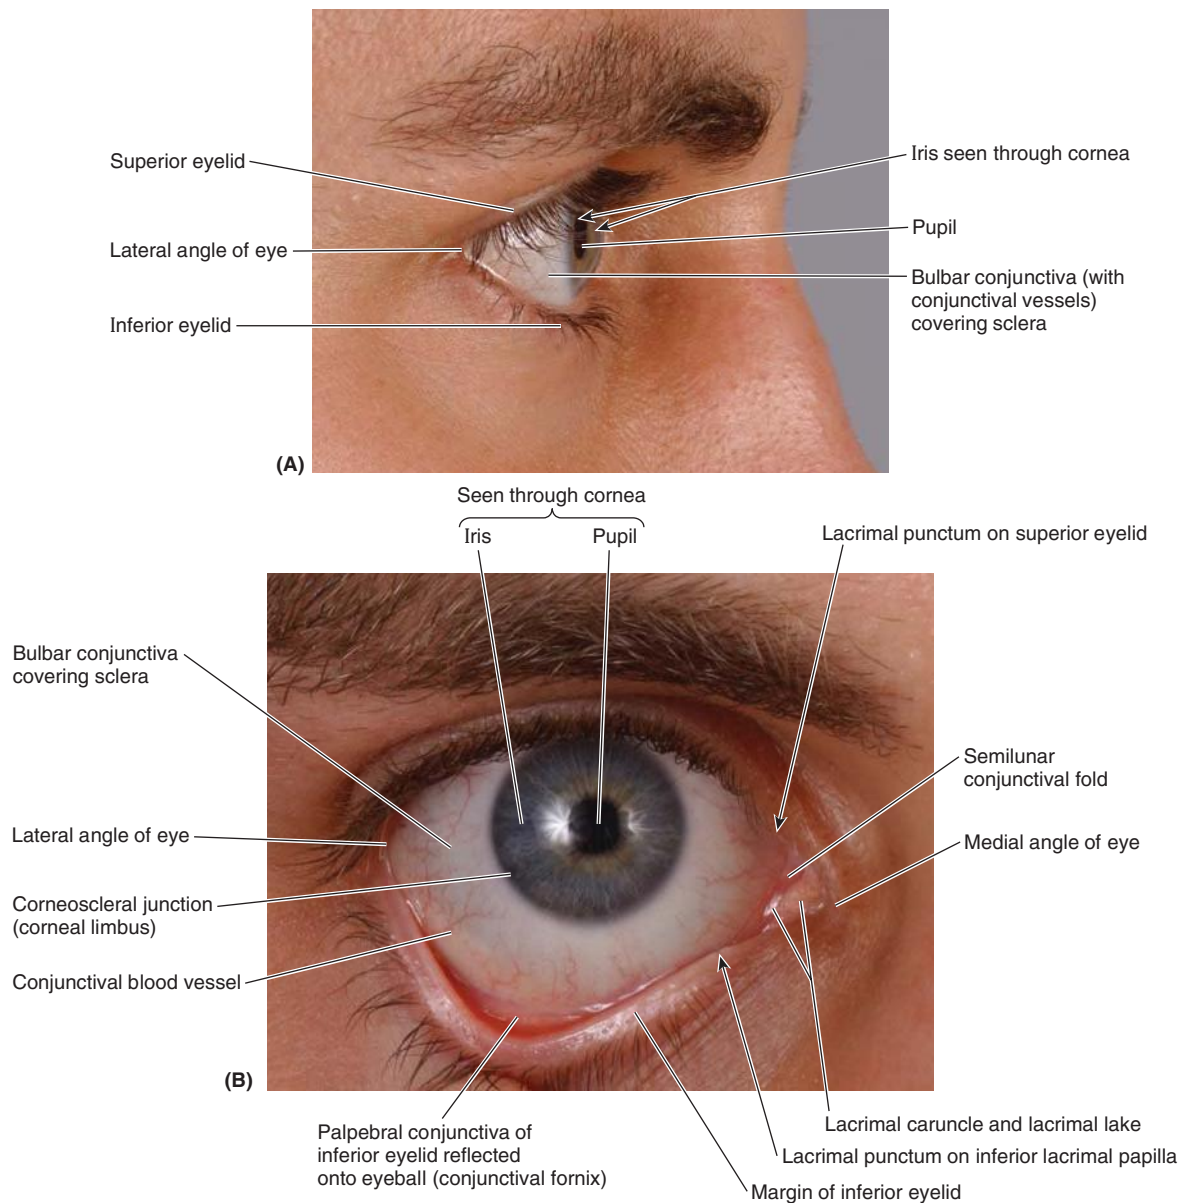 Superior eyelid
Lateral angle of eye
Inferior eyelid
Iris seen through cornea
Pupil
Bulbar conjunctiva (with
conjunctival vessels)
covering sclera
(A)
Seen through cornea
Iris
Pupil
Lacrimal punctum on superior eyelid
Bulbar conjunctiva
covering sclera
Lateral angle of eye
Corneoscleral junction
(corneal limbus)
Conjunctival blood vessel
Semilunar
conjunctival fold
Medial angle of eye
(B)
Palpebral conjunctiva of
inferior eyelid reflected
onto eyeball (conjunctival fornix)
Lacrimal caruncle and lacrimal lake
Lacrimal punctum on inferior lacrimal papilla
Margin of inferior eyelid